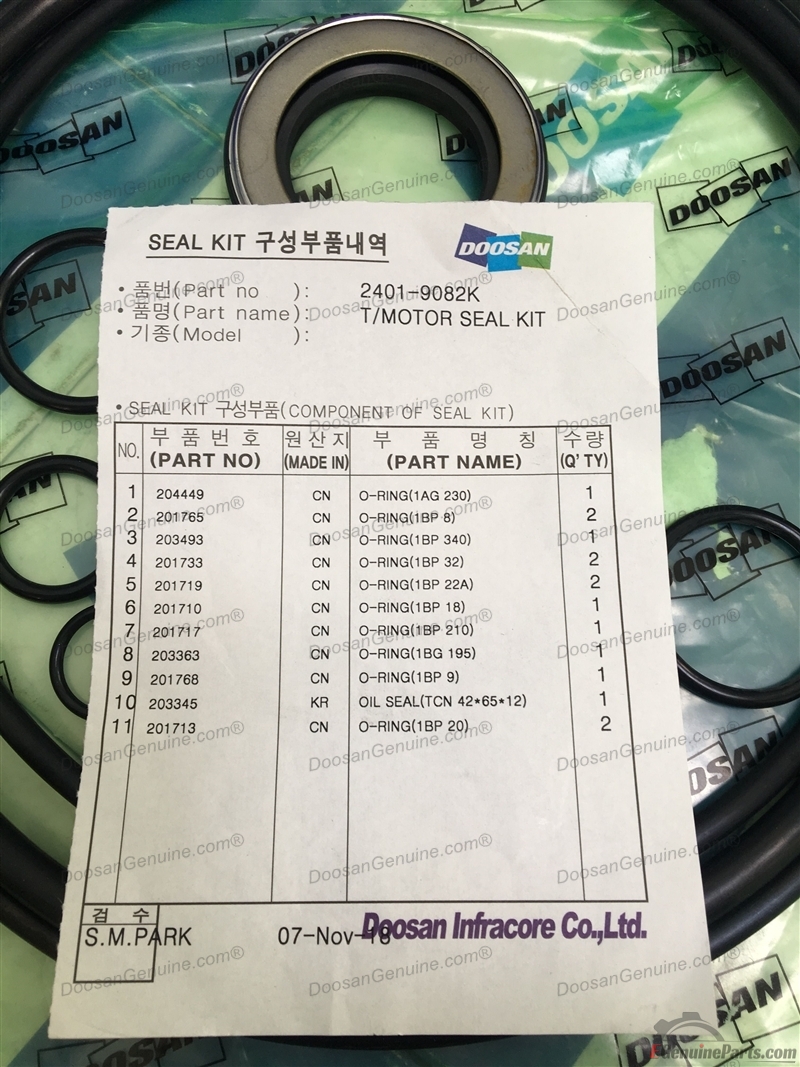 DOOSAN
SEAL KIT 구성부품내역
DOOSAN
• 품번(Part no ): 2401-9082K
• 품명(Part name): T/MOTOR SEAL KIT
• 기종(Model ):
• SEAL KIT 구성부품(COMPONENT OF SEAL KIT)
NO. 부 품 번 호 (PART NO) 원 산 지 (MADE IN) 부 품 명 칭 (PART NAME) 수 량 (Q' TY)
1 204449 CN O-RING(1AG 230) 1
2 201765 CN O-RING(1BP 8) 2
3 203493 CN O-RING(1BP 340) 1
4 201733 CN O-RING(1BP 32) 2
5 201719 CN O-RING(1BP 22A) 2
6 201710 CN O-RING(1BP 18) 1
7 201717 CN O-RING(1BP 210) 1
8 203363 CN O-RING(1BG 195) 1
9 201768 CN O-RING(1BP 9) 1
10 203345 KR OIL SEAL(TCN 42*65*12) 1
11 201713 CN O-RING(1BP 20) 2
검 수
S.M.PARK 07-Nov-18 Doosan Infracore Co.,Ltd.
DoosanGenuine.com®
GenuineParts.com